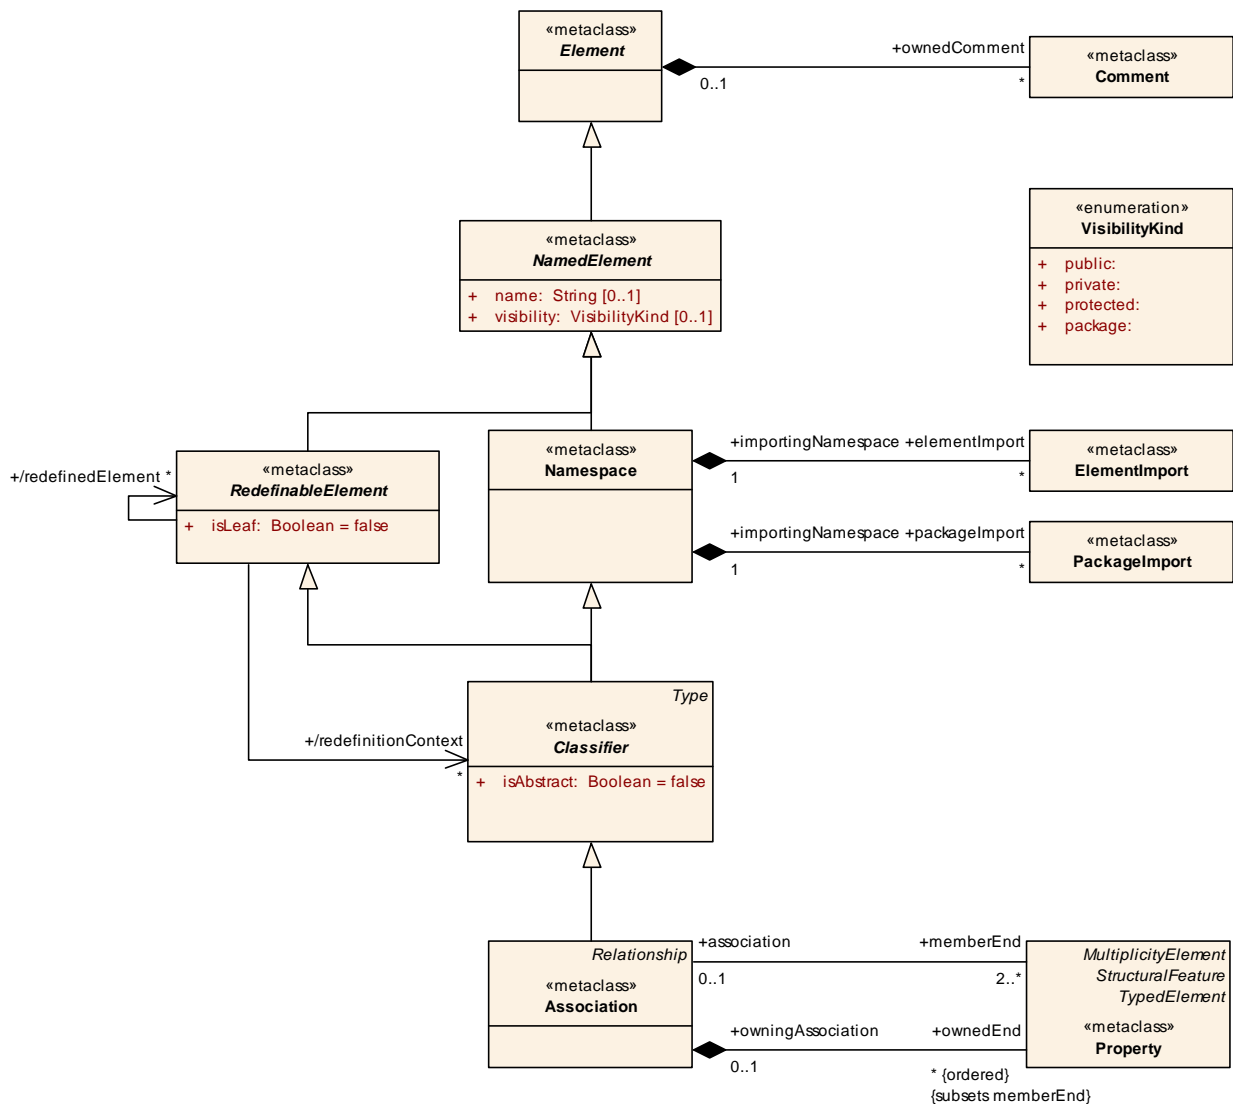 «metaclass»
Element
+ownedComment
0..1
*
«metaclass»
Comment
«metaclass»
NamedElement
+ name: String [0..1]
+ visibility: VisibilityKind [0..1]
«enumeration»
VisibilityKind
+ public:
+ private:
+ protected:
+ package:
+/redefinedElement *
«metaclass»
RedefinableElement
+ isLeaf: Boolean = false
«metaclass»
Namespace
+importingNamespace +elementImport
1
*
«metaclass»
ElementImport
+importingNamespace +packageImport
1
*
«metaclass»
PackageImport
+/redefinitionContext
*
Type
«metaclass»
Classifier
+ isAbstract: Boolean = false
Relationship
«metaclass»
Association
+association
+memberEnd
0..1
2..*
+owningAssociation
+ownedEnd
0..1
* {ordered}
{subsets memberEnd}
MultiplicityElement
StructuralFeature
TypedElement
«metaclass»
Property